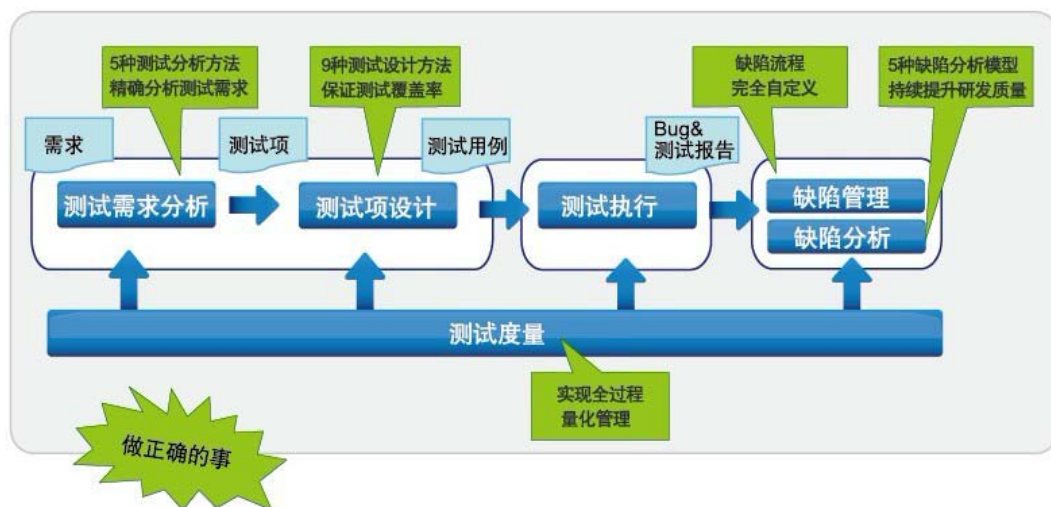 5种测试分析方法
精确分析测试需求
9种测试设计方法
保证测试覆盖率
缺陷流程
完全自定义
5种缺陷分析模型
持续提升研发质量
需求
测试项
测试用例
Bug&
测试报告
测试需求分析
测试项设计
测试执行
缺陷管理
缺陷分析
测试度量
实现全过程
量化管理
做正确的事